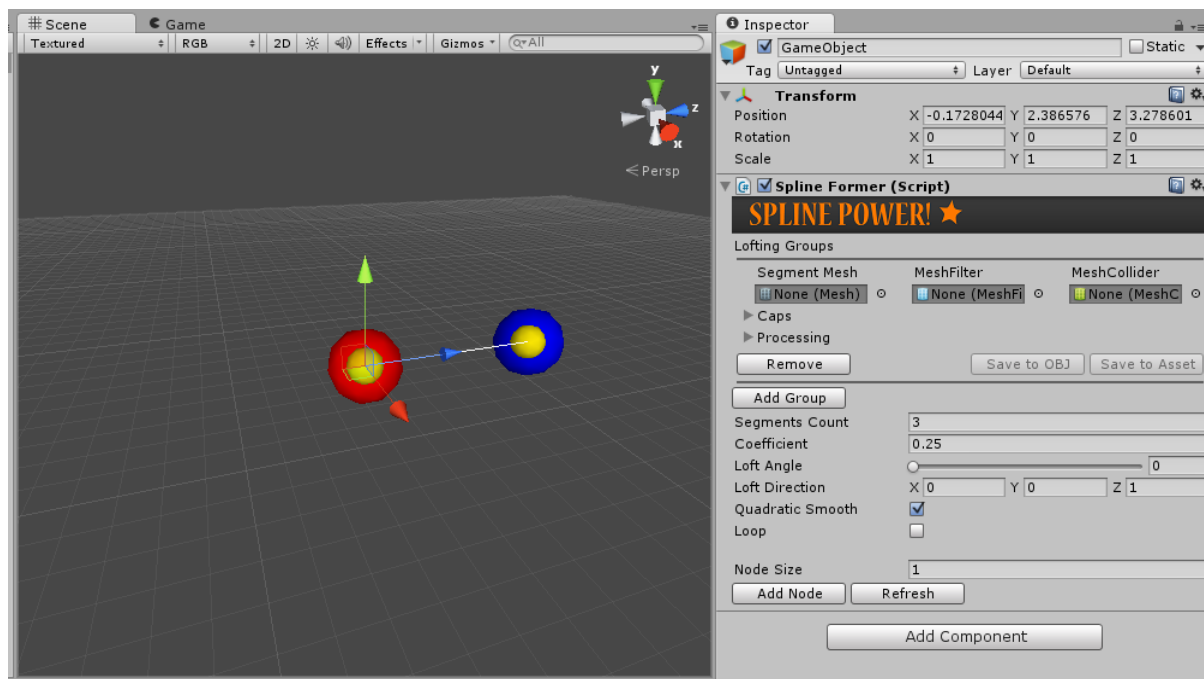 Scene Game
Textured RGB 2D Effects Gizmos All
y
z
x
Persp
Inspector
GameObject Static
Tag Untagged Layer Default
Transform
Position X -0.1728044 Y 2.386576 Z 3.278601
Rotation X 0 Y 0 Z 0
Scale X 1 Y 1 Z 1
Spline Former (Script)
SPLINE POWER!
Lofting Groups
Segment Mesh MeshFilter MeshCollider
None (Mesh) None (MeshFi None (MeshC
Caps
Processing
Remove Save to OBJ Save to Asset
Add Group
Segments Count 3
Coefficient 0.25
Loft Angle 0
Loft Direction X 0 Y 0 Z 1
Quadratic Smooth
Loop
Node Size 1
Add Node Refresh
Add Component